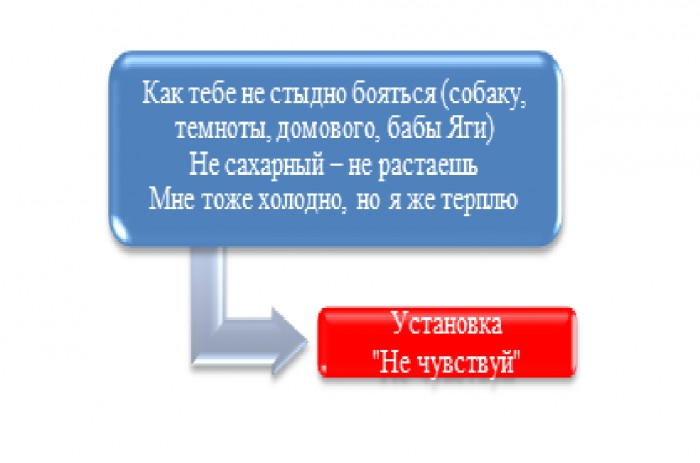 Как тебе не стыдно бояться (собаку,
темноты, домового, бабы Яги)
Не сахарный – не растаешь
Мне тоже холодно, но я же терплю
Установка
"Не чувствуй"